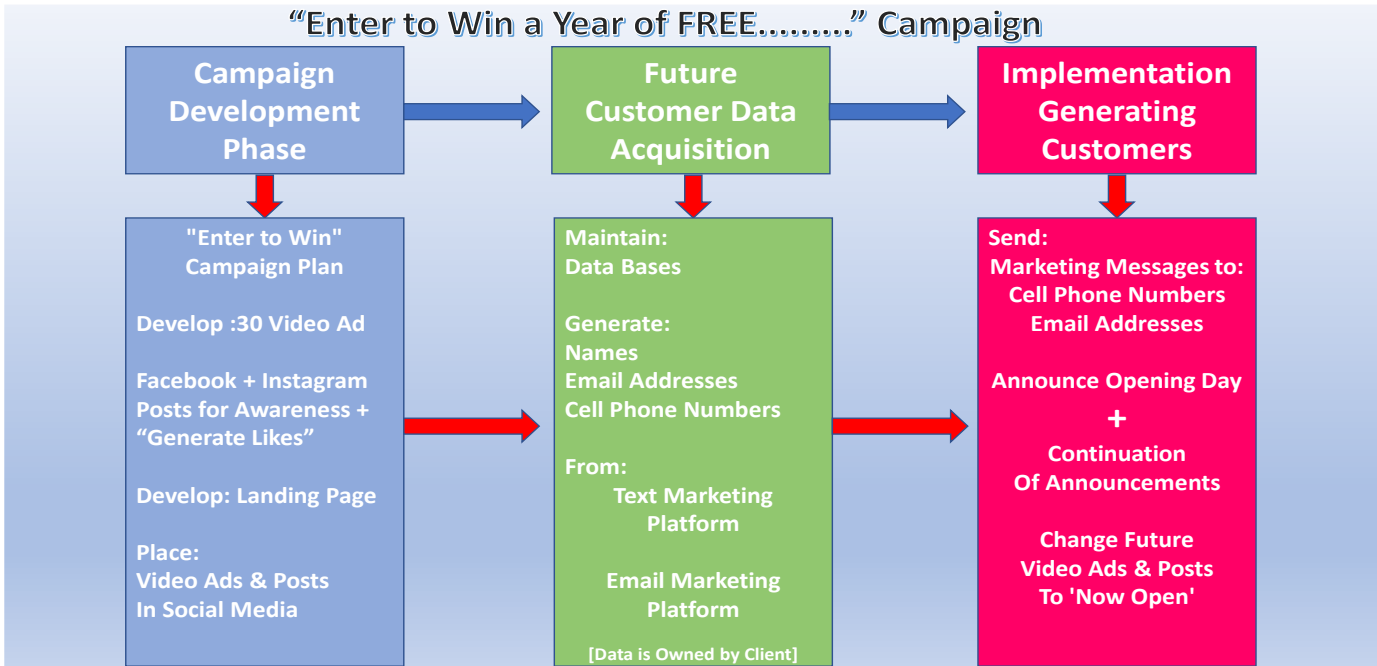 “Enter to Win a Year of FREE.........” Campaign
Campaign
Development
Phase
Future
Customer Data
Acquisition
Implementation
Generating
Customers
"Enter to Win"
Campaign Plan
Develop :30 Video Ad
Facebook + Instagram
Posts for Awareness +
“Generate Likes”
Develop: Landing Page
Place:
Video Ads & Posts
In Social Media
Maintain:
Data Bases
Generate:
Names
Email Addresses
Cell Phone Numbers
From:
Text Marketing
Platform
Email Marketing
Platform
[Data is Owned by Client]
Send:
Marketing Messages to:
Cell Phone Numbers
Email Addresses
Announce Opening Day
+
Continuation
Of Announcements
Change Future
Video Ads & Posts
To 'Now Open'